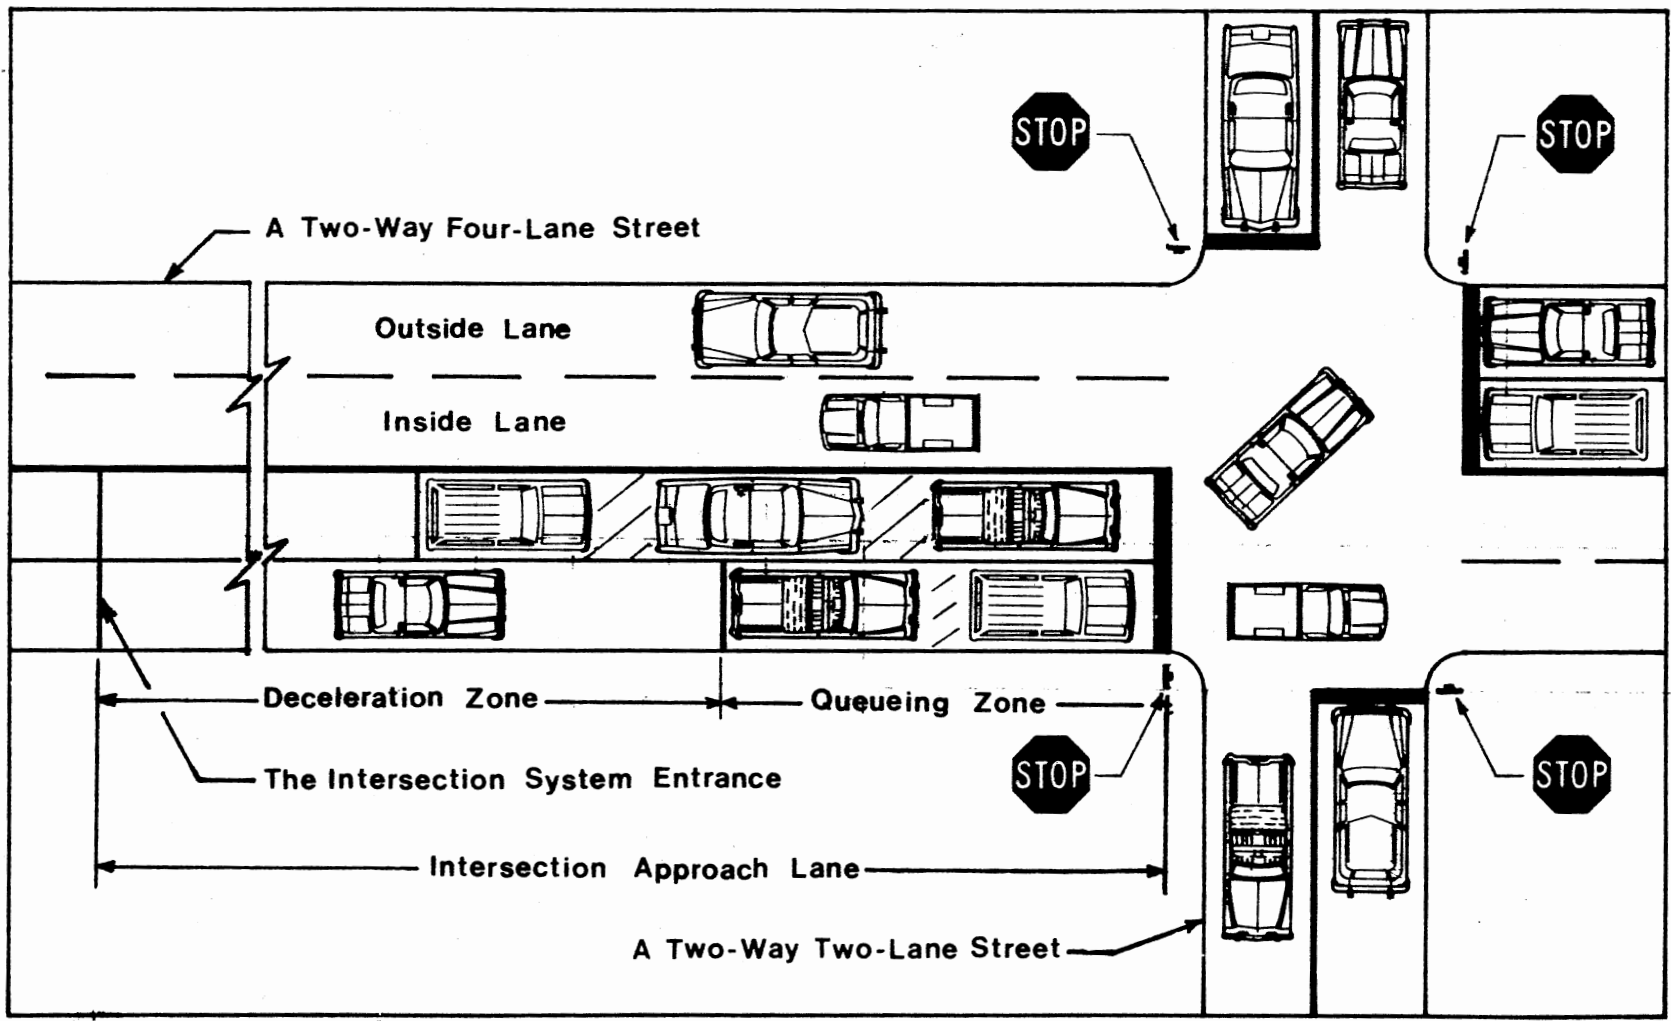 STOP
STOP
A Two-Way Four-Lane Street
Outside Lane
Inside Lane
Deceleration Zone
Queueing Zone
The Intersection System Entrance
STOP
STOP
Intersection Approach Lane
A Two-Way Two-Lane Street